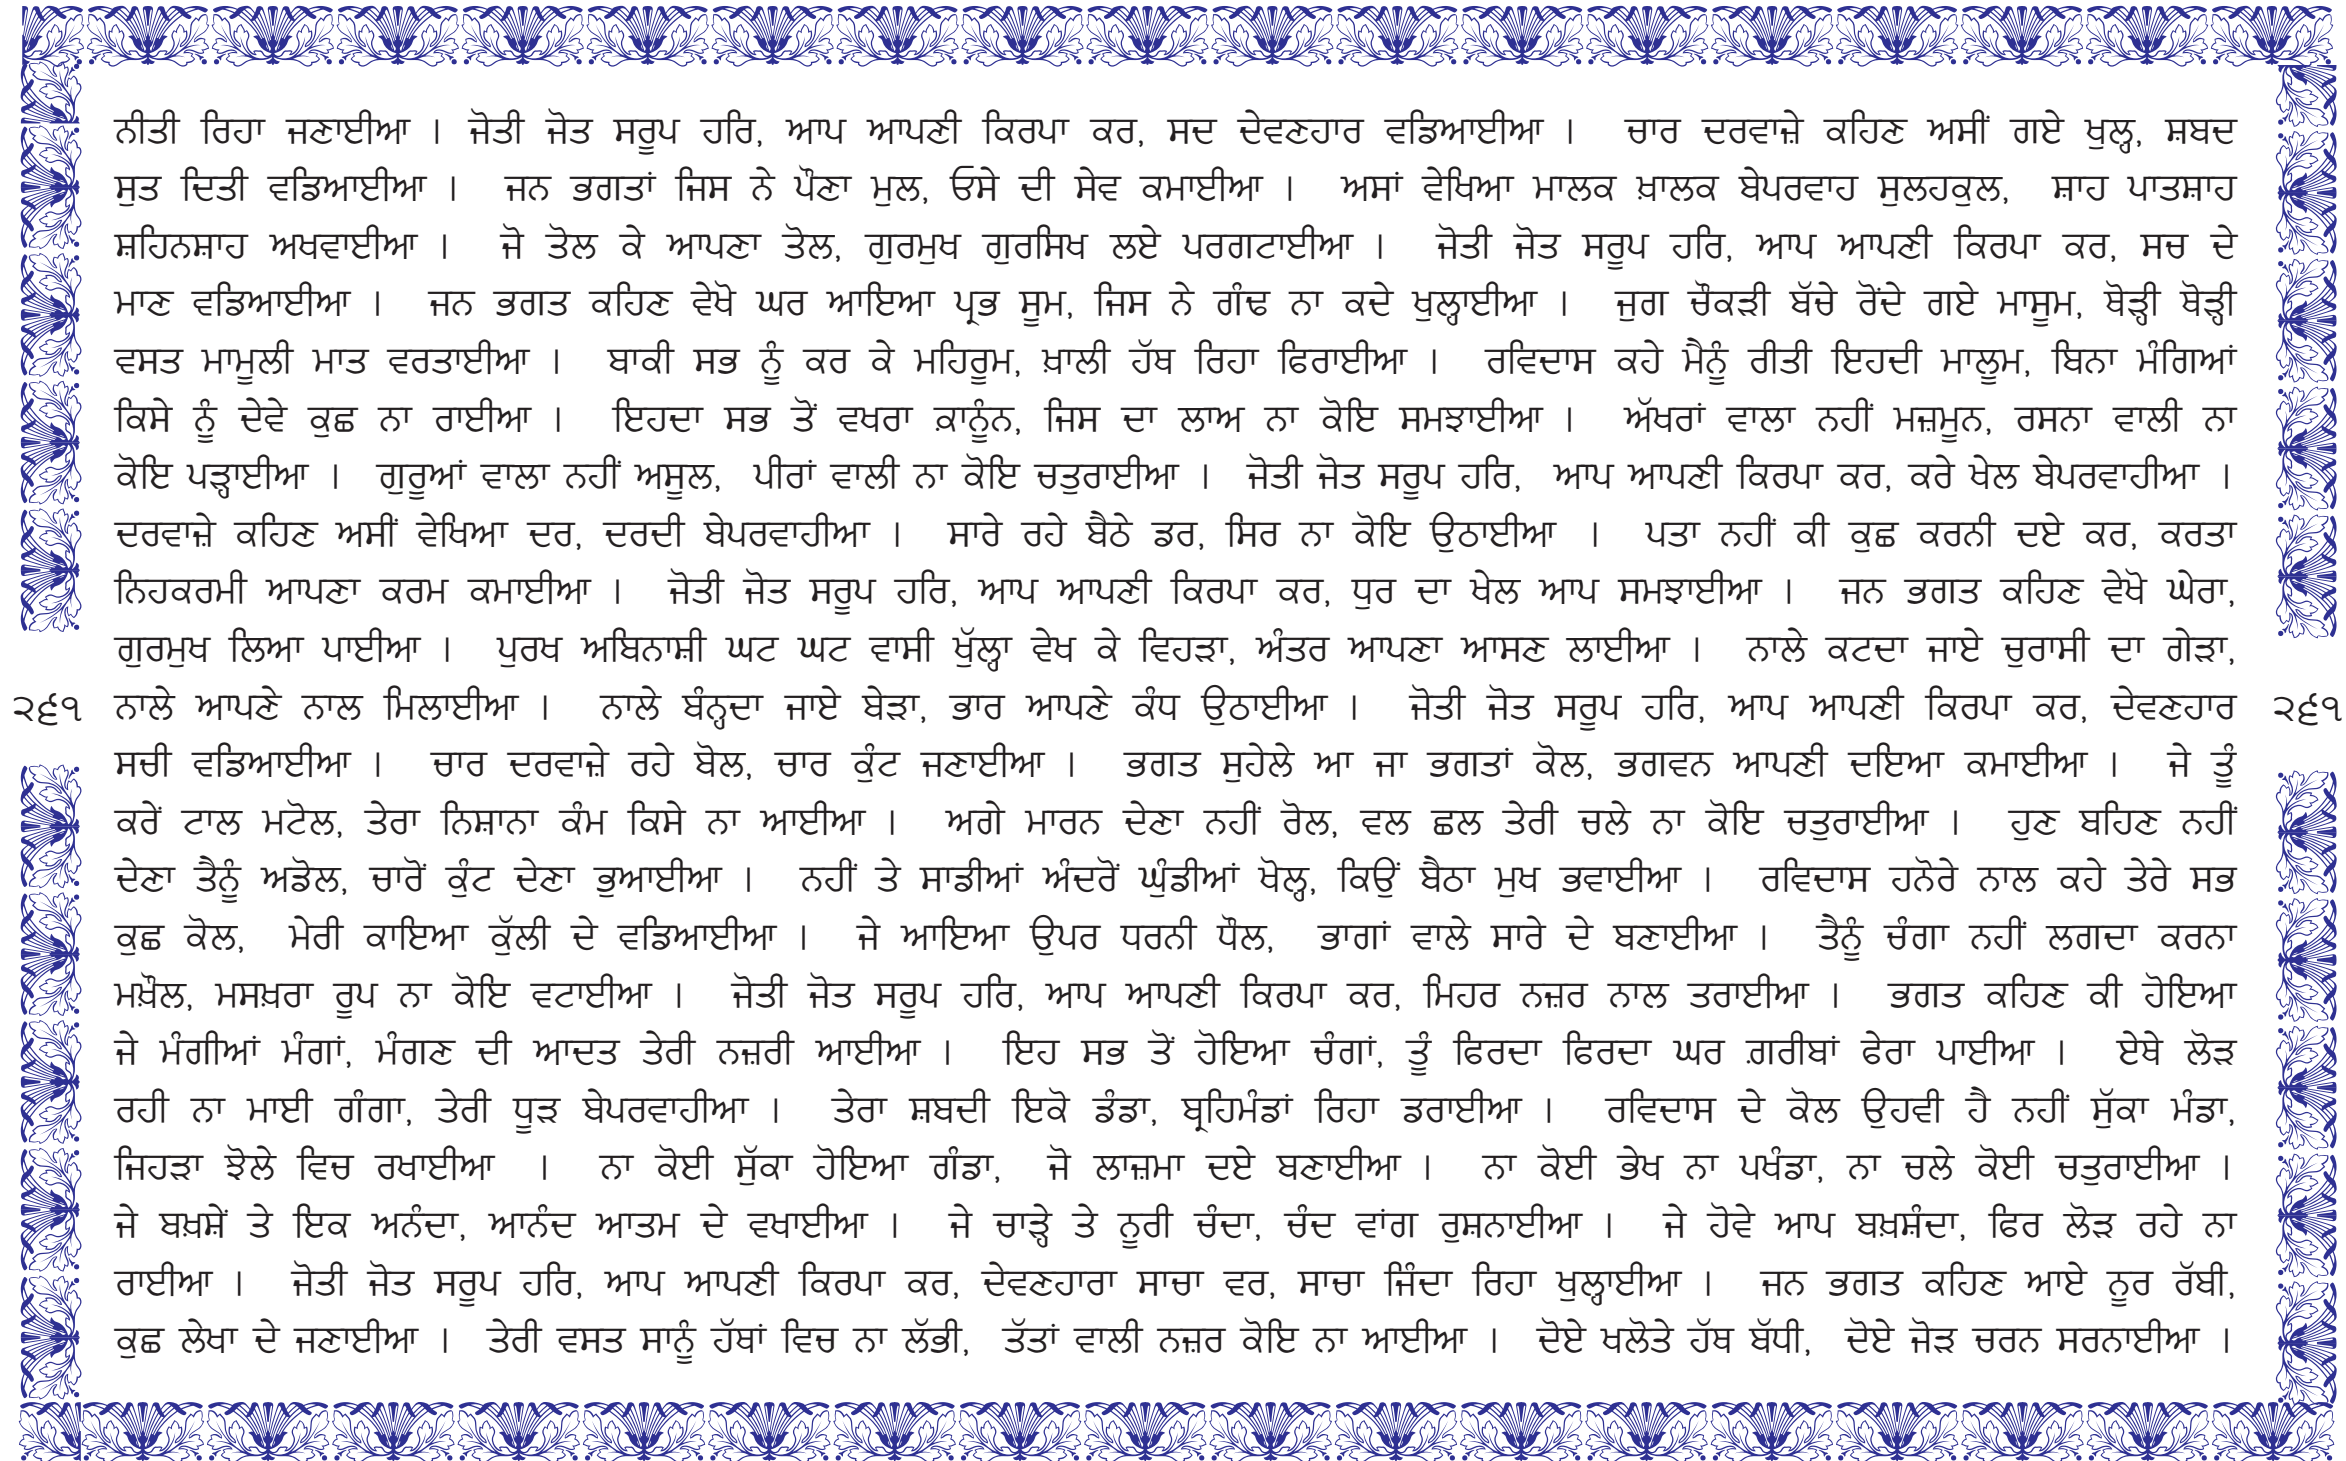 ਨੀਤੀ ਰਿਹਾ ਜਣਾਈਆ । ਜੋਤੀ ਜੋਤ ਸਰੂਪ ਹਰਿ, ਆਪ ਆਪਣੀ ਕਿਰਪਾ ਕਰ, ਸਦ ਦੇਵਣਹਾਰ ਵਡਿਆਈਆ । ਚਾਰ ਦਰਵਾਜ਼ੇ ਕਹਿਣ ਅਸੀਂ ਗਏ ਖੁਲ੍ਹ, ਸ਼ਬਦ
ਸੁਤ ਦਿਤੀ ਵਡਿਆਈਆ । ਜਨ ਭਗਤਾਂ ਜਿਸ ਨੇ ਪੌਣਾ ਮੁਲ, ਓਸੇ ਦੀ ਸੇਵ ਕਮਾਈਆ । ਅਸਾਂ ਵੇਖਿਆ ਮਾਲਕ ਖ਼ਾਲਕ ਬੇਪਰਵਾਹ ਸੁਲਹਕੁਲ, ਸ਼ਾਹ ਪਾਤਸ਼ਾਹ
ਸ਼ਹਿਨਸ਼ਾਹ ਅਖਵਾਈਆ । ਜੋ ਤੋਲ ਕੇ ਆਪਣਾ ਤੋਲ, ਗੁਰਮੁਖ ਗੁਰਸਿਖ ਲਏ ਪਰਗਟਾਈਆ । ਜੋਤੀ ਜੋਤ ਸਰੂਪ ਹਰਿ, ਆਪ ਆਪਣੀ ਕਿਰਪਾ ਕਰ, ਸਚ ਦੇ
ਮਾਣ ਵਡਿਆਈਆ । ਜਨ ਭਗਤ ਕਹਿਣ ਵੇਖੋ ਘਰ ਆਇਆ ਪ੍ਰਭ ਸੂਮ, ਜਿਸ ਨੇ ਗੰਢ ਨਾ ਕਦੇ ਖੁਲ੍ਹਾਈਆ । ਜੁਗ ਚੌਕੜੀ ਬੱਚੇ ਰੋਂਦੇ ਗਏ ਮਾਸੂਮ, ਥੋੜ੍ਹੀ ਥੋੜ੍ਹੀ
ਵਸਤ ਮਾਮੂਲੀ ਮਾਤ ਵਰਤਾਈਆ । ਬਾਕੀ ਸਭ ਨੂੰ ਕਰ ਕੇ ਮਹਿਰੂਮ, ਖ਼ਾਲੀ ਹੱਥ ਰਿਹਾ ਫਿਰਾਈਆ । ਰਵਿਦਾਸ ਕਹੇ ਮੈਨੂੰ ਰੀਤੀ ਇਹਦੀ ਮਾਲੂਮ, ਬਿਨਾ ਮੰਗਿਆਂ
ਕਿਸੇ ਨੂੰ ਦੇਵੇ ਕੁਛ ਨਾ ਰਾਈਆ । ਇਹਦਾ ਸਭ ਤੋਂ ਵਖਰਾ ਕ਼ਾਨੂੰਨ, ਜਿਸ ਦਾ ਲਾਅ ਨਾ ਕੋਇ ਸਮਝਾਈਆ । ਅੱਖਰਾਂ ਵਾਲਾ ਨਹੀਂ ਮਜ਼ਮੂਨ, ਰਸਨਾ ਵਾਲੀ ਨਾ
ਕੋਇ ਪੜ੍ਹਾਈਆ । ਗੁਰੂਆਂ ਵਾਲਾ ਨਹੀਂ ਅਸੂਲ, ਪੀਰਾਂ ਵਾਲੀ ਨਾ ਕੋਇ ਚਤੁਰਾਈਆ । ਜੋਤੀ ਜੋਤ ਸਰੂਪ ਹਰਿ, ਆਪ ਆਪਣੀ ਕਿਰਪਾ ਕਰ, ਕਰੇ ਖੇਲ ਬੇਪਰਵਾਹੀਆ ।
ਦਰਵਾਜ਼ੇ ਕਹਿਣ ਅਸੀਂ ਵੇਖਿਆ ਦਰ, ਦਰਦੀ ਬੇਪਰਵਾਹੀਆ । ਸਾਰੇ ਰਹੇ ਬੈਠੇ ਡਰ, ਸਿਰ ਨਾ ਕੋਇ ਉਠਾਈਆ । ਪਤਾ ਨਹੀਂ ਕੀ ਕੁਛ ਕਰਨੀ ਦਏ ਕਰ, ਕਰਤਾ
ਨਿਹਕਰਮੀ ਆਪਣਾ ਕਰਮ ਕਮਾਈਆ । ਜੋਤੀ ਜੋਤ ਸਰੂਪ ਹਰਿ, ਆਪ ਆਪਣੀ ਕਿਰਪਾ ਕਰ, ਧੁਰ ਦਾ ਖੇਲ ਆਪ ਸਮਝਾਈਆ । ਜਨ ਭਗਤ ਕਹਿਣ ਵੇਖੋ ਘੇਰਾ,
ਗੁਰਮੁਖ ਲਿਆ ਪਾਈਆ । ਪੁਰਖ ਅਬਿਨਾਸ਼ੀ ਘਟ ਘਟ ਵਾਸੀ ਖੁੱਲ੍ਹਾ ਵੇਖ ਕੇ ਵਿਹੜਾ, ਅੰਤਰ ਆਪਣਾ ਆਸਣ ਲਾਈਆ । ਨਾਲੇ ਕਟਦਾ ਜਾਏ ਚੁਰਾਸੀ ਦਾ ਗੇੜਾ,
੨੬੧ ਨਾਲੇ ਆਪਣੇ ਨਾਲ ਮਿਲਾਈਆ । ਨਾਲੇ ਬੰਨ੍ਹਦਾ ਜਾਏ ਬੇੜਾ, ਭਾਰ ਆਪਣੇ ਕੰਧ ਉਠਾਈਆ । ਜੋਤੀ ਜੋਤ ਸਰੂਪ ਹਰਿ, ਆਪ ਆਪਣੀ ਕਿਰਪਾ ਕਰ, ਦੇਵਣਹਾਰ ੨੬੧
ਸਚੀ ਵਡਿਆਈਆ । ਚਾਰ ਦਰਵਾਜ਼ੇ ਰਹੇ ਬੋਲ, ਚਾਰ ਕੁੰਟ ਜਣਾਈਆ । ਭਗਤ ਸੁਹੇਲੇ ਆ ਜਾ ਭਗਤਾਂ ਕੋਲ, ਭਗਵਨ ਆਪਣੀ ਦਇਆ ਕਮਾਈਆ । ਜੇ ਤੂੰ
ਕਰੇਂ ਟਾਲ ਮਟੋਲ, ਤੇਰਾ ਨਿਸ਼ਾਨਾ ਕੰਮ ਕਿਸੇ ਨਾ ਆਈਆ । ਅਗੇ ਮਾਰਨ ਦੇਣਾ ਨਹੀਂ ਰੋਲ, ਵਲ ਛਲ ਤੇਰੀ ਚਲੇ ਨਾ ਕੋਇ ਚਤੁਰਾਈਆ । ਹੁਣ ਬਹਿਣ ਨਹੀਂ
ਦੇਣਾ ਤੈਨੂੰ ਅਡੋਲ, ਚਾਰੋਂ ਕੁੰਟ ਦੇਣਾ ਭੁਆਈਆ । ਨਹੀਂ ਤੇ ਸਾਡੀਆਂ ਅੰਦਰੋਂ ਘੁੰਡੀਆਂ ਖੋਲ੍ਹ, ਕਿਉਂ ਬੈਠਾ ਮੁਖ ਭਵਾਈਆ । ਰਵਿਦਾਸ ਹਨੋਰੇ ਨਾਲ ਕਹੇ ਤੇਰੇ ਸਭ
ਕੁਛ ਕੋਲ, ਮੇਰੀ ਕਾਇਆ ਕੁੱਲੀ ਦੇ ਵਡਿਆਈਆ । ਜੇ ਆਇਆ ਉਪਰ ਧਰਨੀ ਧੌਲ, ਭਾਗਾਂ ਵਾਲੇ ਸਾਰੇ ਦੇ ਬਣਾਈਆ । ਤੈਨੂੰ ਚੰਗਾ ਨਹੀਂ ਲਗਦਾ ਕਰਨਾ
ਮਖ਼ੌਲ, ਮਸਖ਼ਰਾ ਰੂਪ ਨਾ ਕੋਇ ਵਟਾਈਆ । ਜੋਤੀ ਜੋਤ ਸਰੂਪ ਹਰਿ, ਆਪ ਆਪਣੀ ਕਿਰਪਾ ਕਰ, ਮਿਹਰ ਨਜ਼ਰ ਨਾਲ ਤਰਾਈਆ । ਭਗਤ ਕਹਿਣ ਕੀ ਹੋਇਆ
ਜੇ ਮੰਗੀਆਂ ਮੰਗਾਂ, ਮੰਗਣ ਦੀ ਆਦਤ ਤੇਰੀ ਨਜ਼ਰੀ ਆਈਆ । ਇਹ ਸਭ ਤੋਂ ਹੋਇਆ ਚੰਗਾਂ, ਤੂੰ ਫਿਰਦਾ ਫਿਰਦਾ ਘਰ ਗ਼ਰੀਬਾਂ ਫੇਰਾ ਪਾਈਆ । ਏਥੇ ਲੋੜ
ਰਹੀ ਨਾ ਮਾਈ ਗੰਗਾ, ਤੇਰੀ ਧੂੜ ਬੇਪਰਵਾਹੀਆ । ਤੇਰਾ ਸ਼ਬਦੀ ਇਕੋ ਡੰਡਾ, ਬ੍ਰਹਿਮੰਡਾਂ ਰਿਹਾ ਡਰਾਈਆ । ਰਵਿਦਾਸ ਦੇ ਕੋਲ ਉਹਵੀ ਹੈ ਨਹੀਂ ਸੁੱਕਾ ਮੰਡਾ,
ਜਿਹੜਾ ਝੋਲੇ ਵਿਚ ਰਖਾਈਆ । ਨਾ ਕੋਈ ਸੁੱਕਾ ਹੋਇਆ ਗੰਡਾ, ਜੋ ਲਾਜ਼ਮਾ ਦਏ ਬਣਾਈਆ । ਨਾ ਕੋਈ ਭੇਖ ਨਾ ਪਖੰਡਾ, ਨਾ ਚਲੇ ਕੋਈ ਚਤੁਰਾਈਆ ।
ਜੇ ਬਖ਼ਸ਼ੇਂ ਤੇ ਇਕ ਅਨੰਦਾ, ਆਨੰਦ ਆਤਮ ਦੇ ਵਖਾਈਆ । ਜੇ ਚਾੜ੍ਹੇ ਤੇ ਨੂਰੀ ਚੰਦਾ, ਚੰਦ ਵਾਂਗ ਰੁਸ਼ਨਾਈਆ । ਜੇ ਹੋਵੇ ਆਪ ਬਖ਼ਸ਼ੰਦਾ, ਫਿਰ ਲੋੜ ਰਹੇ ਨਾ
ਰਾਈਆ । ਜੋਤੀ ਜੋਤ ਸਰੂਪ ਹਰਿ, ਆਪ ਆਪਣੀ ਕਿਰਪਾ ਕਰ, ਦੇਵਣਹਾਰਾ ਸਾਚਾ ਵਰ, ਸਾਚਾ ਜਿੰਦਾ ਰਿਹਾ ਖੁਲ੍ਹਾਈਆ । ਜਨ ਭਗਤ ਕਹਿਣ ਆਏ ਨੂਰ ਰੱਬੀ,
ਕੁਛ ਲੇਖਾ ਦੇ ਜਣਾਈਆ । ਤੇਰੀ ਵਸਤ ਸਾਨੂੰ ਹੱਥਾਂ ਵਿਚ ਨਾ ਲੱਭੀ, ਤੱਤਾਂ ਵਾਲੀ ਨਜ਼ਰ ਕੋਇ ਨਾ ਆਈਆ । ਦੋਏ ਖਲੋਤੇ ਹੱਥ ਬੱਧੀ, ਦੋਏ ਜੋੜ ਚਰਨ ਸਰਨਾਈਆ ।